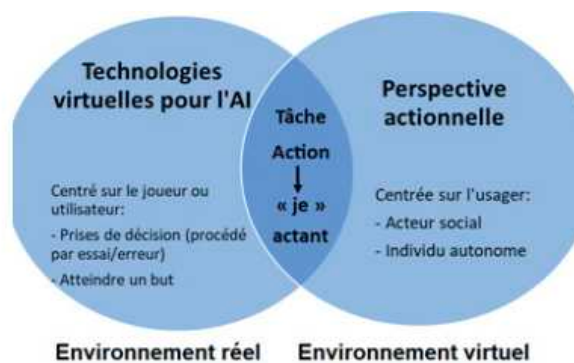 Technologies
virtuelles pour l'AI
Centré sur le joueur ou
utilisateur:
- Prises de décision (procédé
par essai/erreur)
- Atteindre un but
Tâche
Action
« je »
actant
Perspective
actionnelle
Centrée sur l'usager:
- Acteur social
- Individu autonome
Environnement réel
Environnement virtuel